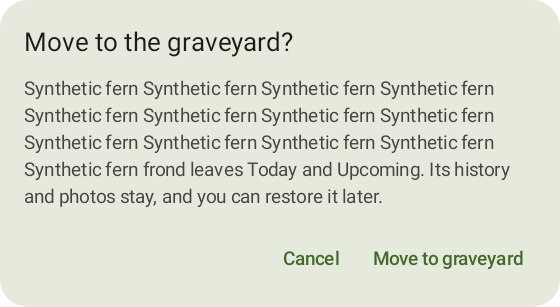 Move to the graveyard?
Synthetic fern Synthetic fern Synthetic fern Synthetic fern
Synthetic fern Synthetic fern Synthetic fern Synthetic fern
Synthetic fern Synthetic fern Synthetic fern Synthetic fern
Synthetic fern frond leaves Today and Upcoming. Its history
and photos stay, and you can restore it later.
Cancel Move to graveyard